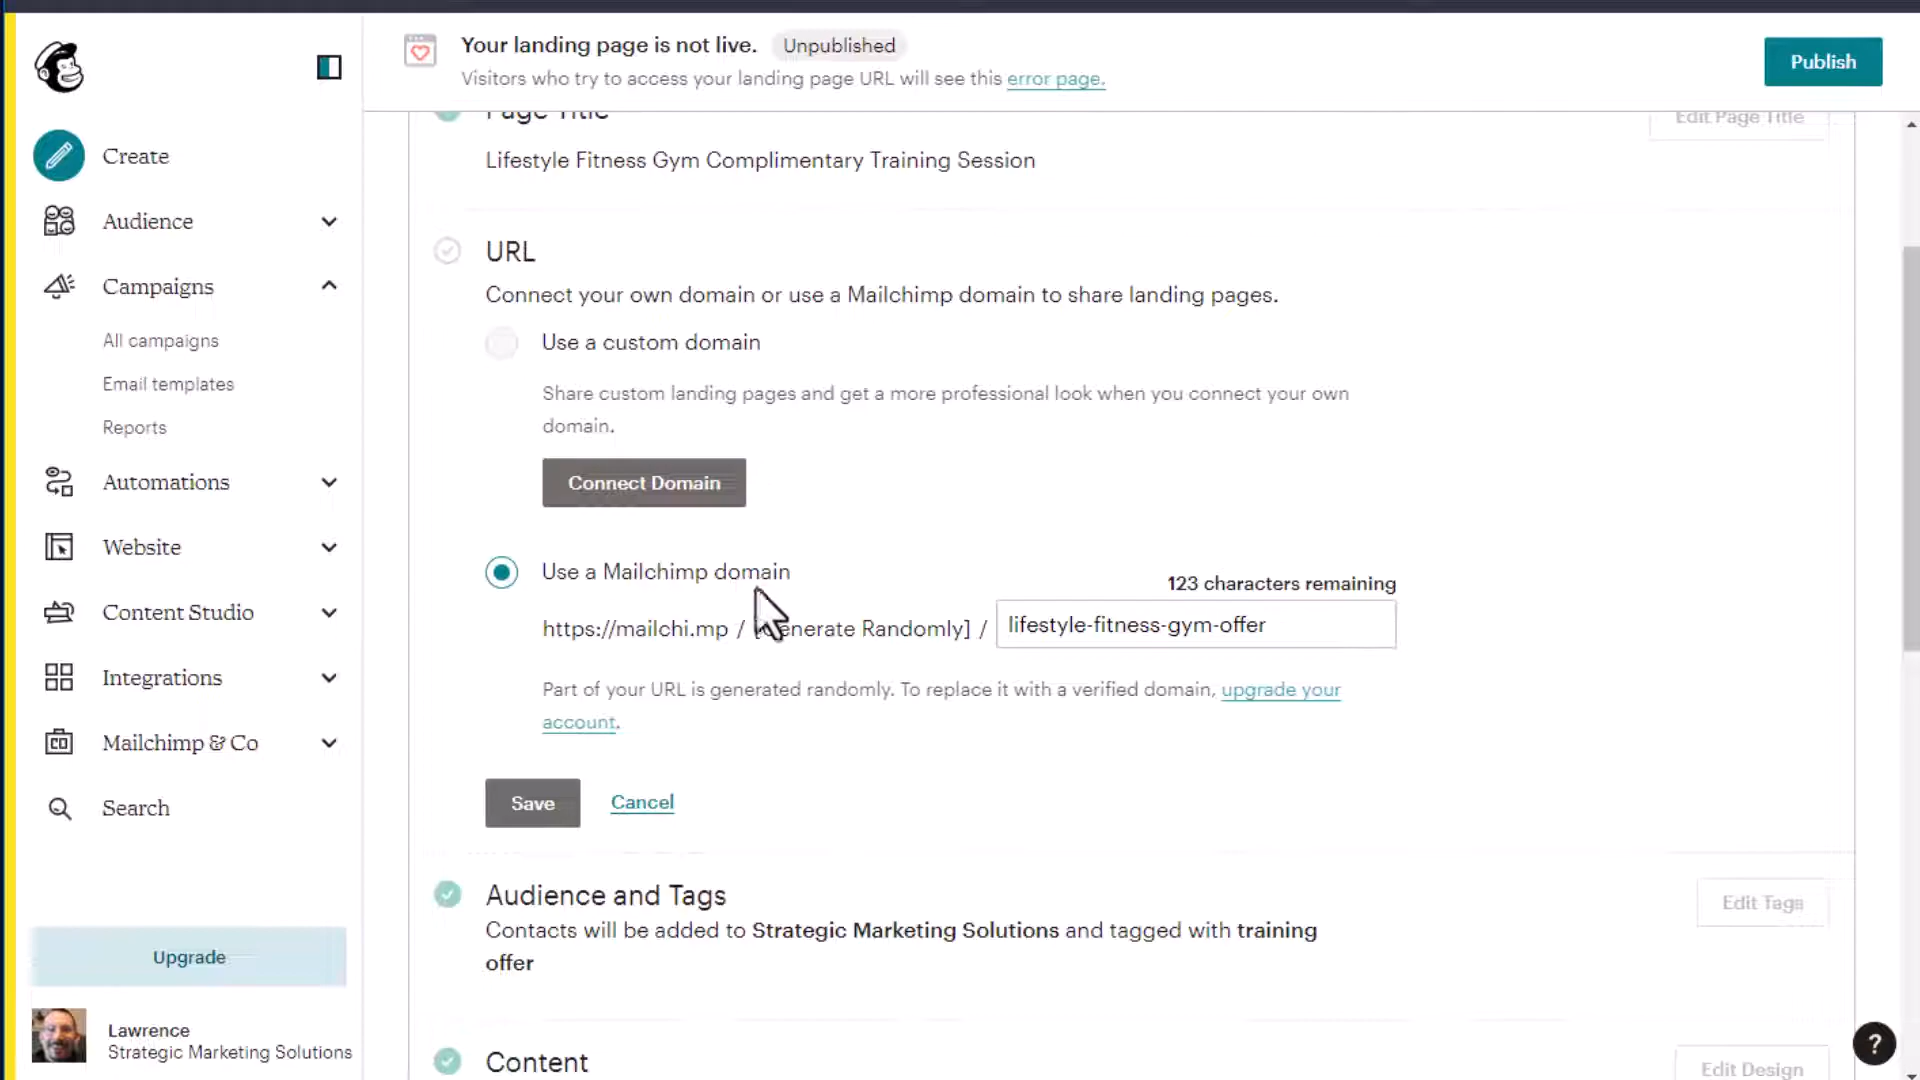 Your landing page is not live. Unpublished
Visitors who try to access your landing page URL will see this error page.
Publish
Create
Audience
Campaigns
All campaigns
Email templates
Reports
Automations
Website
Content Studio
Integrations
Mailchimp & Co
Search
Upgrade
Lawrence
Strategic Marketing Solutions
Page Title
Edit Page Title
Lifestyle Fitness Gym Complimentary Training Session
URL
Connect your own domain or use a Mailchimp domain to share landing pages.
Use a custom domain
Share custom landing pages and get a more professional look when you connect your own
domain.
Connect Domain
Use a Mailchimp domain
123 characters remaining
https://mailchi.mp / [Generate Randomly] / lifestyle-fitness-gym-offer
Part of your URL is generated randomly. To replace it with a verified domain, upgrade your
account.
Save Cancel
Audience and Tags
Edit Tags
Contacts will be added to Strategic Marketing Solutions and tagged with training
offer
Content
Edit Design
?